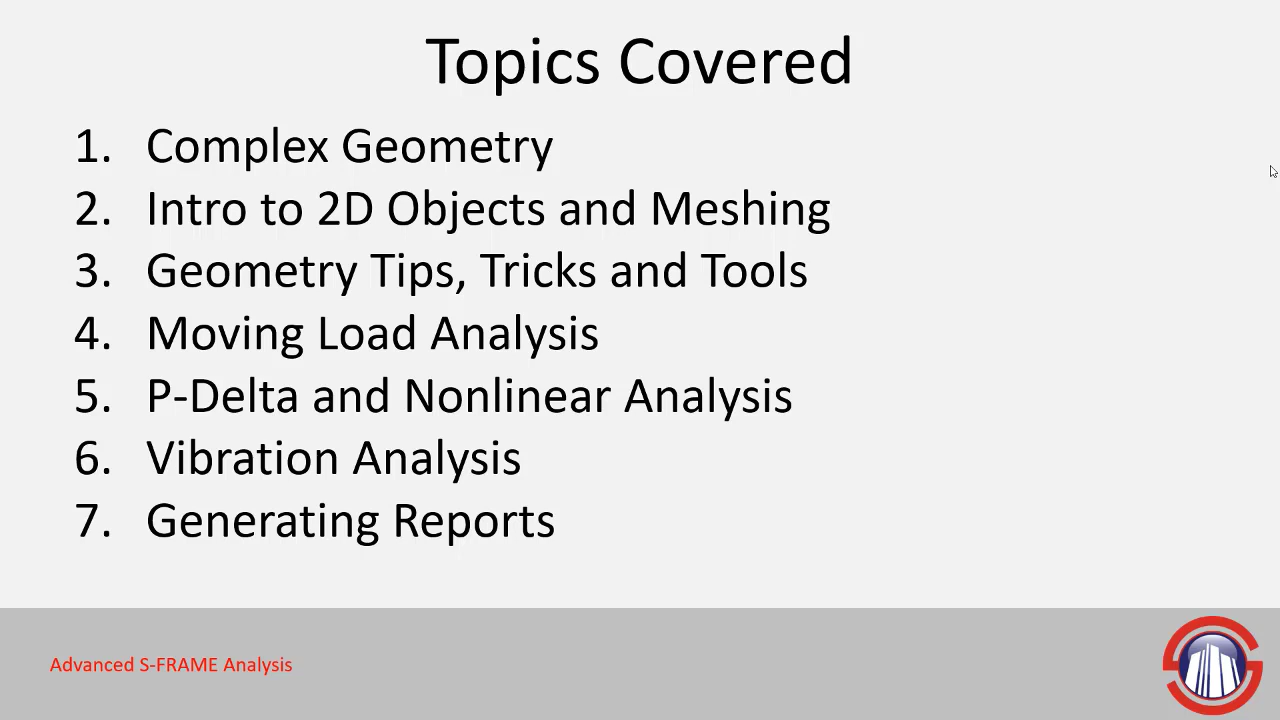 Topics Covered
1. Complex Geometry
2. Intro to 2D Objects and Meshing
3. Geometry Tips, Tricks and Tools
4. Moving Load Analysis
5. P-Delta and Nonlinear Analysis
6. Vibration Analysis
7. Generating Reports
Advanced S-FRAME Analysis